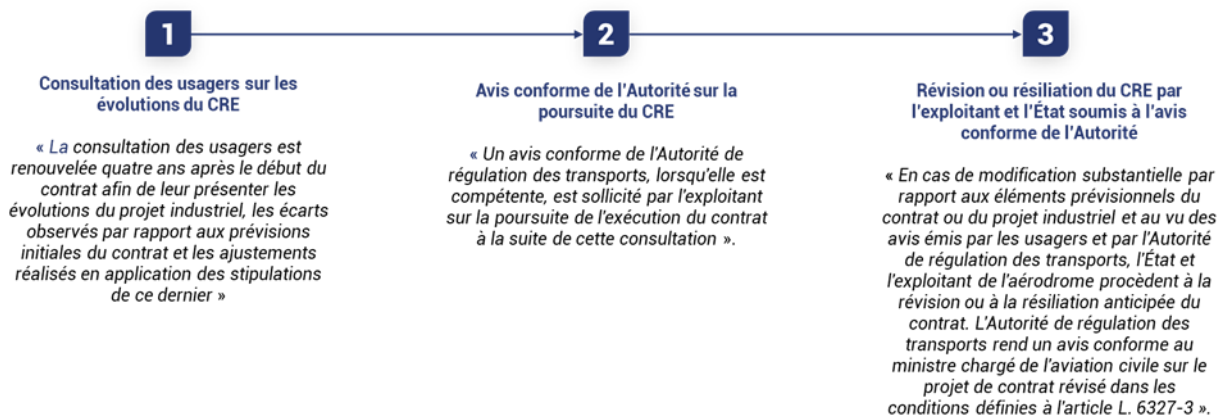 1
Consultation des usagers sur les
évolutions du CRE
« La consultation des usagers est
renouvelée quatre ans après le début du
contrat afin de leur présenter les
évolutions du projet industriel, les écarts
observés par rapport aux prévisions
initiales du contrat et les ajustements
réalisés en application des stipulations
de ce dernier »
2
Avis conforme de l'Autorité sur la
poursuite du CRE
« Un avis conforme de l'Autorité de
régulation des transports, lorsqu'elle est
compétente, est sollicité par l'exploitant
sur la poursuite de l'exécution du contrat
à la suite de cette consultation ».
3
Révision ou résiliation du CRE par
l'exploitant et l'État soumis à l'avis
conforme de l'Autorité
« En cas de modification substantielle par
rapport aux éléments prévisionnels du
contrat ou du projet industriel et au vu des
avis émis par les usagers et par l'Autorité
de régulation des transports, l'État et
l'exploitant de l'aérodrome procèdent à la
révision ou à la résiliation anticipée du
contrat. L'Autorité de régulation des
transports rend un avis conforme au
ministre chargé de l'aviation civile sur le
projet de contrat révisé dans les
conditions définies à l'article L. 6327-3 ».